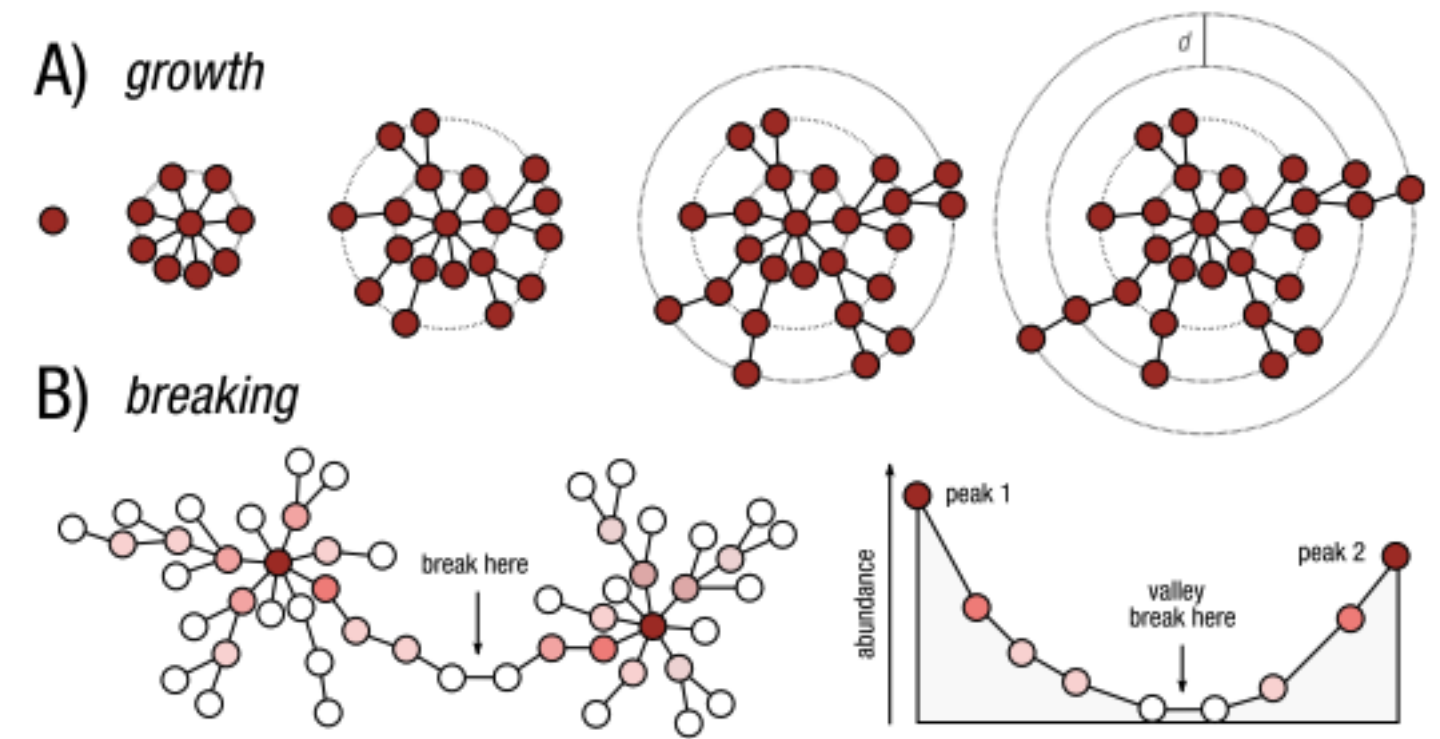 A) growth
d
B) breaking
break here
peak 1
peak 2
valley
break here
abundance